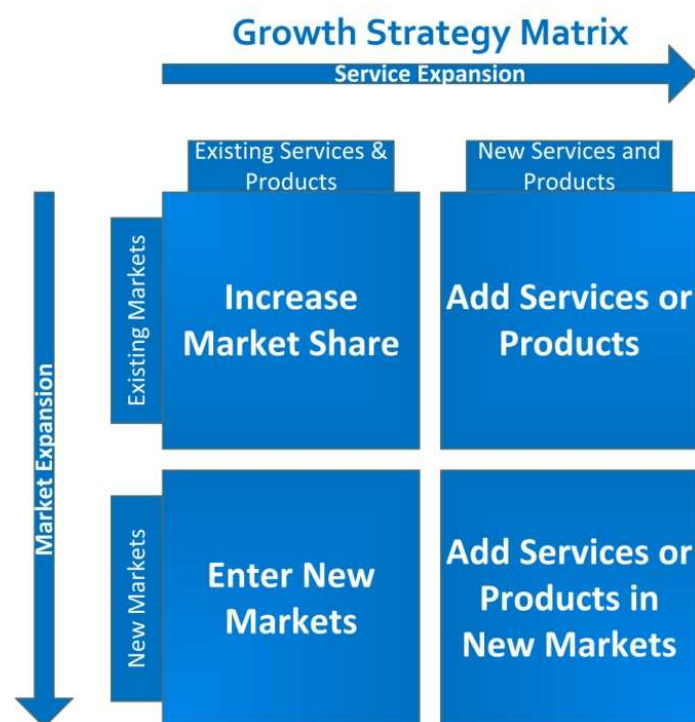 Growth Strategy Matrix
Service Expansion
Existing Services &
Products
New Services and
Products
Market Expansion
Existing Markets
Increase
Market Share
Add Services or
Products
New Markets
Enter New
Markets
Add Services or
Products in
New Markets